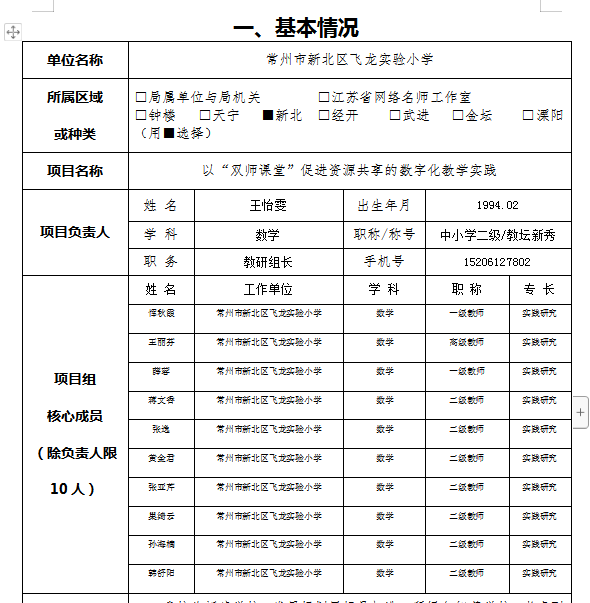 一、基本情况
单位名称 常州市新北区飞龙实验小学
所属区域
或种类
□局属单位与局机关 □江苏省网络名师工作室
□钟楼 □天宁 ■新北 □经开 □武进 □金坛 □溧阳
（用■选择）
项目名称 以“双师课堂”促进资源共享的数字化教学实践
项目负责人
姓 名 王怡雯 出生年月 1994.02
学 科 数学 职称/称号 中小学二级/教坛新秀
职 务 教研组长 手机号 15206127802
项目组
核心成员
（除负责人限
10 人）
姓 名 工作单位 学 科 职 称 专 长
恽秋霞 常州市新北区飞龙实验小学 数学 一级教师 实践研究
王丽芬 常州市新北区飞龙实验小学 数学 高级教师 实践研究
薛蓉 常州市新北区飞龙实验小学 数学 一级教师 实践研究
蒋文香 常州市新北区飞龙实验小学 数学 二级教师 实践研究
张逸 常州市新北区飞龙实验小学 数学 二级教师 实践研究
黄金君 常州市新北区飞龙实验小学 数学 二级教师 实践研究
张亚芹 常州市新北区飞龙实验小学 数学 二级教师 实践研究
吴绮云 常州市新北区飞龙实验小学 数学 二级教师 实践研究
孙海楠 常州市新北区飞龙实验小学 数学 二级教师 实践研究
韩舒阳 常州市新北区飞龙实验小学 数学 二级教师 实践研究